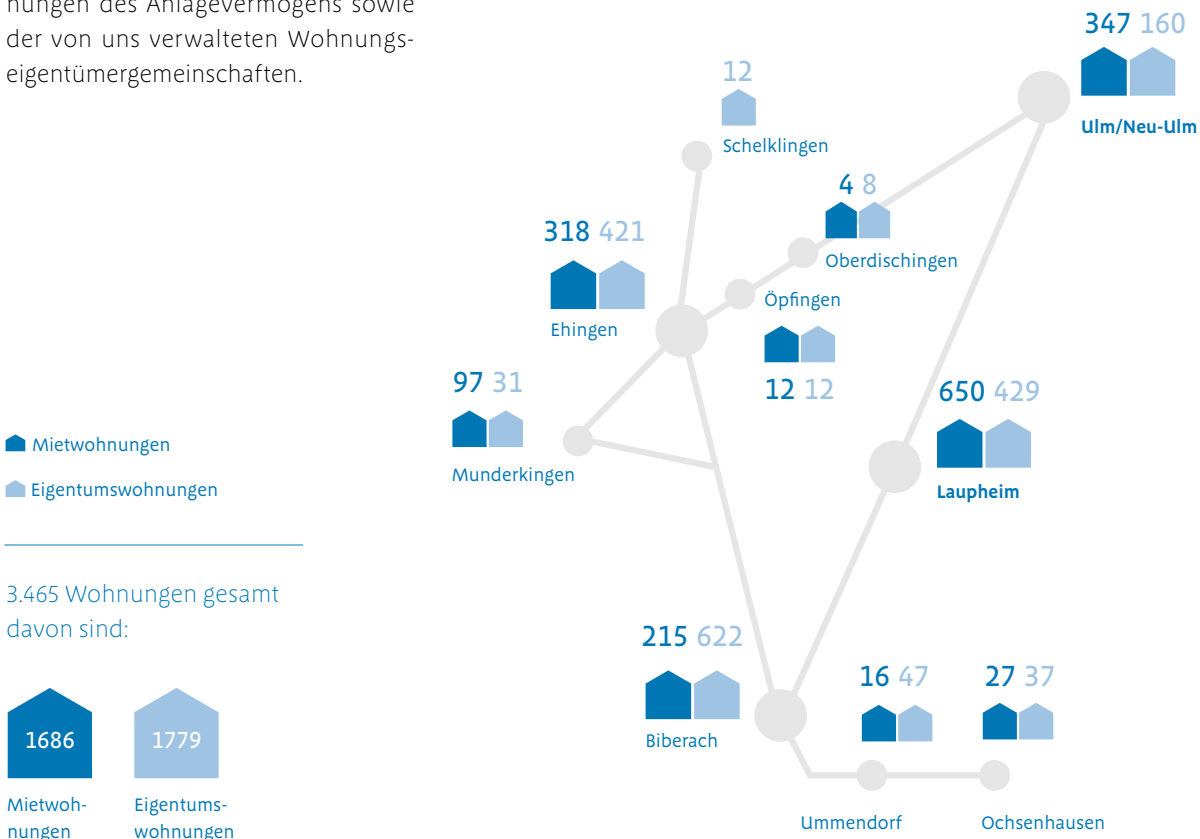 nungen des Anlagevermögens sowie
der von uns verwalteten Wohnungs-
eigentümergemeinschaften.
347 160
Ulm/Neu-Ulm
12
Schelklingen
4 8
Oberdischingen
318 421
Ehingen
Öpfingen
12 12
97 31
Munderkingen
650 429
Laupheim
Mietwohnungen
Eigentumswohnungen
3.465 Wohnungen gesamt
davon sind:
1686
Mietwoh-
nungen
1779
Eigentums-
wohnungen
215 622
Biberach
16 47
Ummendorf
27 37
Ochsenhausen